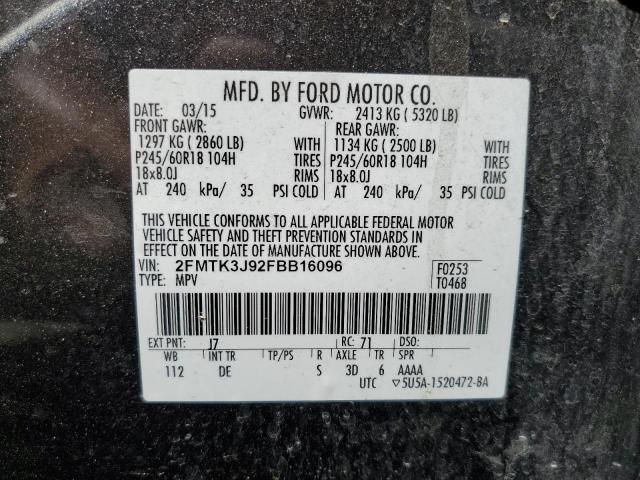 MFD. BY FORD MOTOR CO.
DATE: 03/15 GVWR: 2413 KG ( 5320 LB)
FRONT GAWR: REAR GAWR:
1297 KG ( 2860 LB) WITH 1134 KG ( 2500 LB) WITH
P245/60R18 104H TIRES P245/60R18 104H TIRES
18x8.0J RIMS 18x8.0J RIMS
AT 240 kPa/ 35 PSI COLD AT 240 kPa/ 35 PSI COLD
THIS VEHICLE CONFORMS TO ALL APPLICABLE FEDERAL MOTOR
VEHICLE SAFETY AND THEFT PREVENTION STANDARDS IN
EFFECT ON THE DATE OF MANUFACTURE SHOWN ABOVE.
VIN: 2FMTK3J92FBB16096 F0253
TYPE: MPV T0468
EXT PNT: J7 RC: 71 DSO:
WB INT TR TP/PS R AXLE TR SPR
112 DE S 3D 6 AAAA
UTC ▽5U5A-1520472-BA